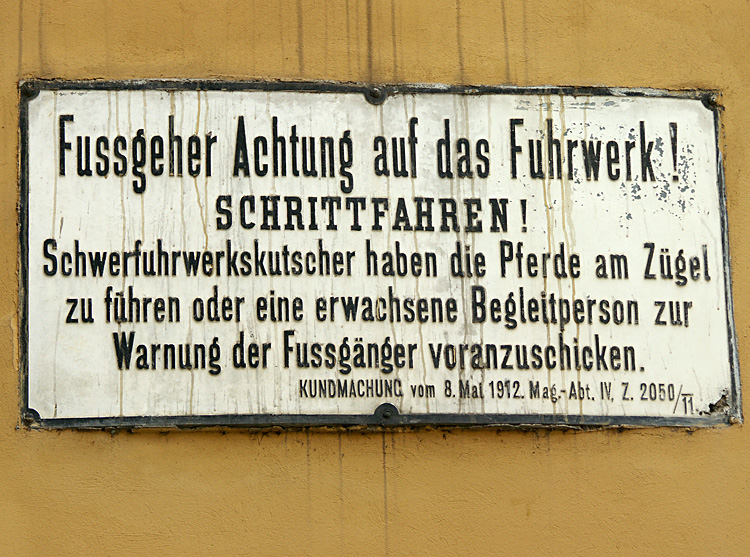 Fussgeher Achtung auf das Fuhrwerk!
SCHRITTFAHREN!
Schwerfuhrwerkskutscher haben die Pferde am Zügel
zu führen oder eine erwachsene Begleitperson zur
Warnung der Fussgänger voranzuschicken.
KUNDMACHUNG vom 8. Mai 1912. Mag.-Abt. IV, Z. 2050/11.